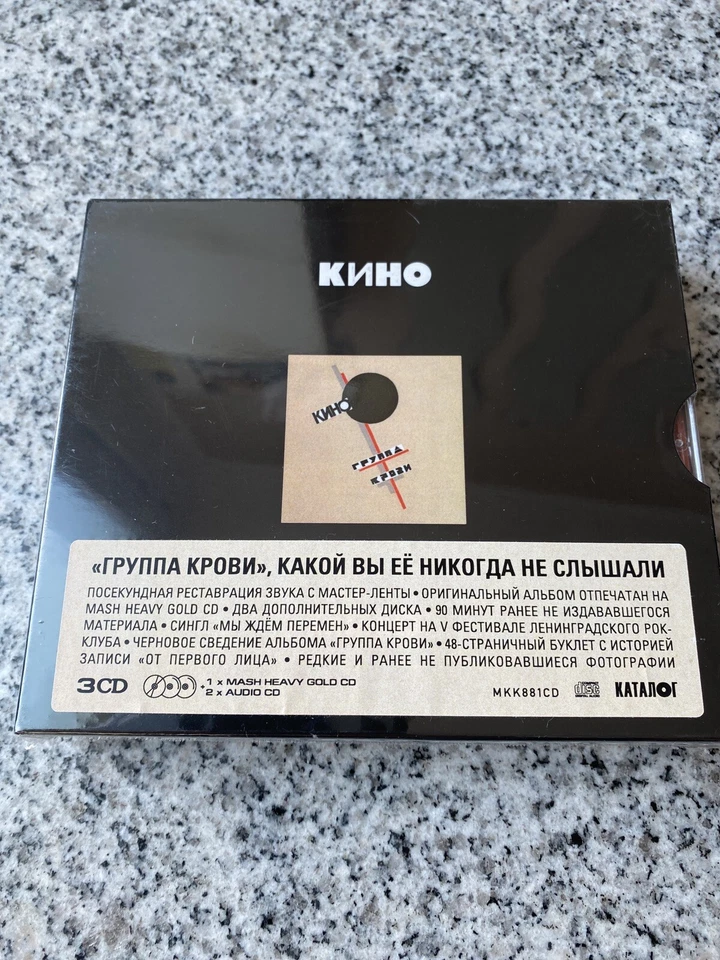 КИНО
КИНО
ГРУППА
КРОВИ
«ГРУППА КРОВИ», КАКОЙ ВЫ ЕЁ НИКОГДА НЕ СЛЫШАЛИ
ПОСЕКУНДНАЯ РЕСТАВРАЦИЯ ЗВУКА С МАСТЕР-ЛЕНТЫ • ОРИГИНАЛЬНЫЙ АЛЬБОМ ОТПЕЧАТАН НА
MASH HEAVY GOLD CD • ДВА ДОПОЛНИТЕЛЬНЫХ ДИСКА • 90 МИНУТ РАНЕЕ НЕ ИЗДАВАВШЕГОСЯ
МАТЕРИАЛА • СИНГЛ «МЫ ЖДЁМ ПЕРЕМЕН» • КОНЦЕРТ НА V ФЕСТИВАЛЕ ЛЕНИНГРАДСКОГО РОК-
КЛУБА • ЧЕРНОВОЕ СВЕДЕНИЕ АЛЬБОМА «ГРУППА КРОВИ» • 48-СТРАНИЧНЫЙ БУКЛЕТ С ИСТОРИЕЙ
ЗАПИСИ «ОТ ПЕРВОГО ЛИЦА» • РЕДКИЕ И РАНЕЕ НЕ ПУБЛИКОВАВШИЕСЯ ФОТОГРАФИИ
3CD • 1 x MASH HEAVY GOLD CD
2 x AUDIO CD
MKK881CD disc КАТАЛОГ